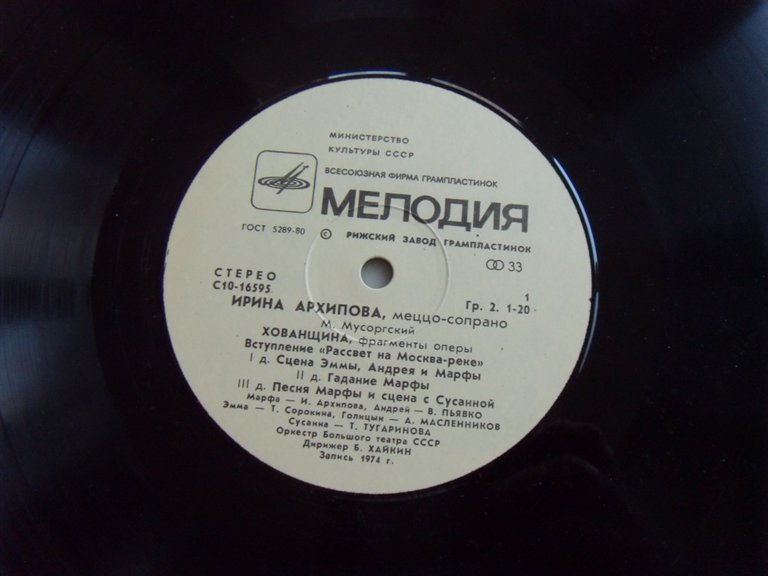 МИНИСТЕРСТВО
КУЛЬТУРЫ СССР
ВСЕСОЮЗНАЯ ФИРМА ГРАМПЛАСТИНОК
МЕЛОДИЯ
ГОСТ 5289-80 © РИЖСКИЙ ЗАВОД ГРАМПЛАСТИНОК
33
СТЕРЕО 1
С10-16595 Гр. 2. 1-20
ИРИНА АРХИПОВА, меццо-сопрано
М. Мусоргский
ХОВАНЩИНА, фрагменты оперы
Вступление «Рассвет на Москва-реке»
I д. Сцена Эммы, Андрея и Марфы
II д. Гадание Марфы
III д. Песня Марфы и сцена с Сусанной
Марфа — И. Архипова, Андрей — В. ПЬЯВКО
Эмма — Т. Сорокина, Голицын — А. МАСЛЕННИКОВ
Сусанна — Т. ТУГАРИНОВА
Оркестр Большого театра СССР
Дирижер Б. ХАЙКИН
Запись 1974 г.